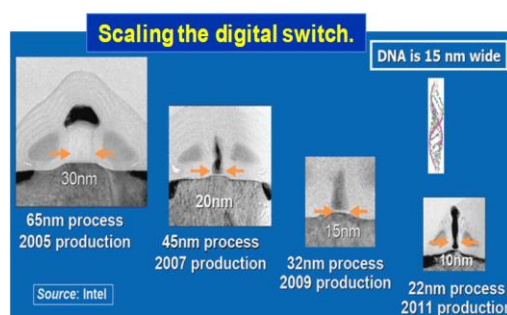 Scaling the digital switch.
DNA is 15 nm wide
30nm
65nm process
2005 production
20nm
45nm process
2007 production
15nm
32nm process
2009 production
10nm
22nm process
2011 production
Source: Intel